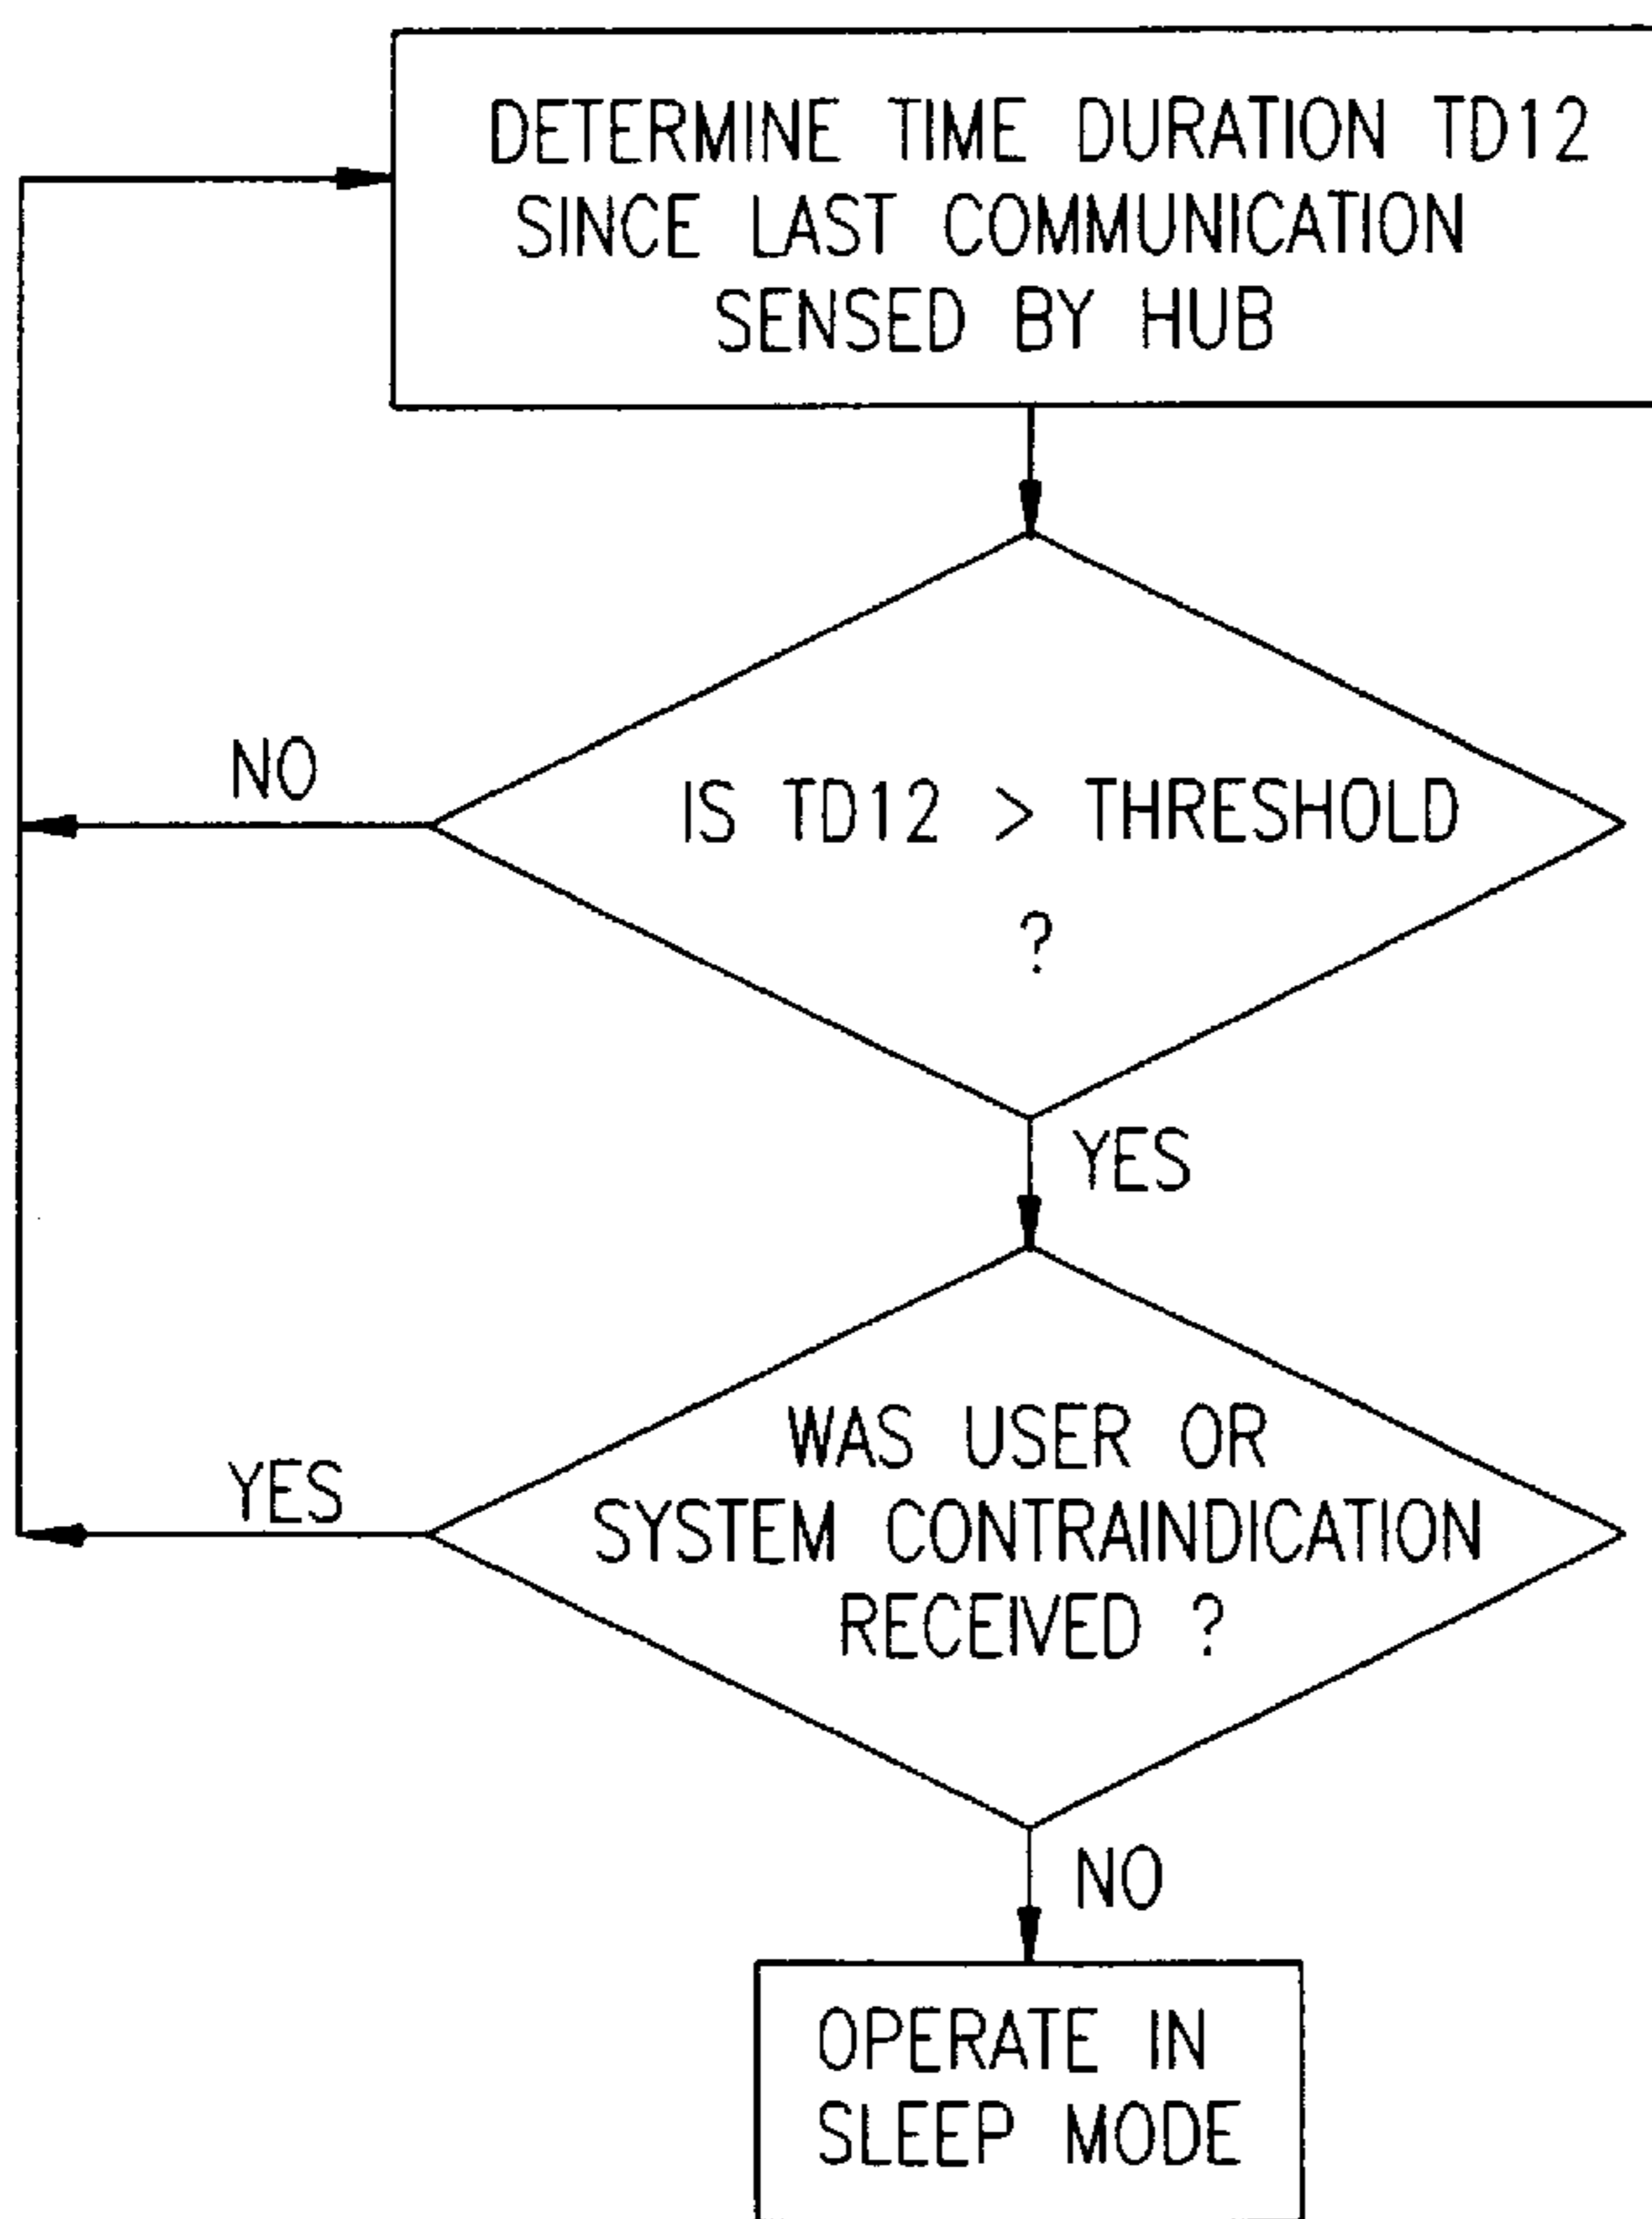 DETERMINE TIME DURATION TD12
SINCE LAST COMMUNICATION
SENSED BY HUB
NO
IS TD12 > THRESHOLD
?
YES
WAS USER OR
YES
SYSTEM CONTRAINDICATION
RECEIVED ?
NO
OPERATE IN
SLEEP MODE